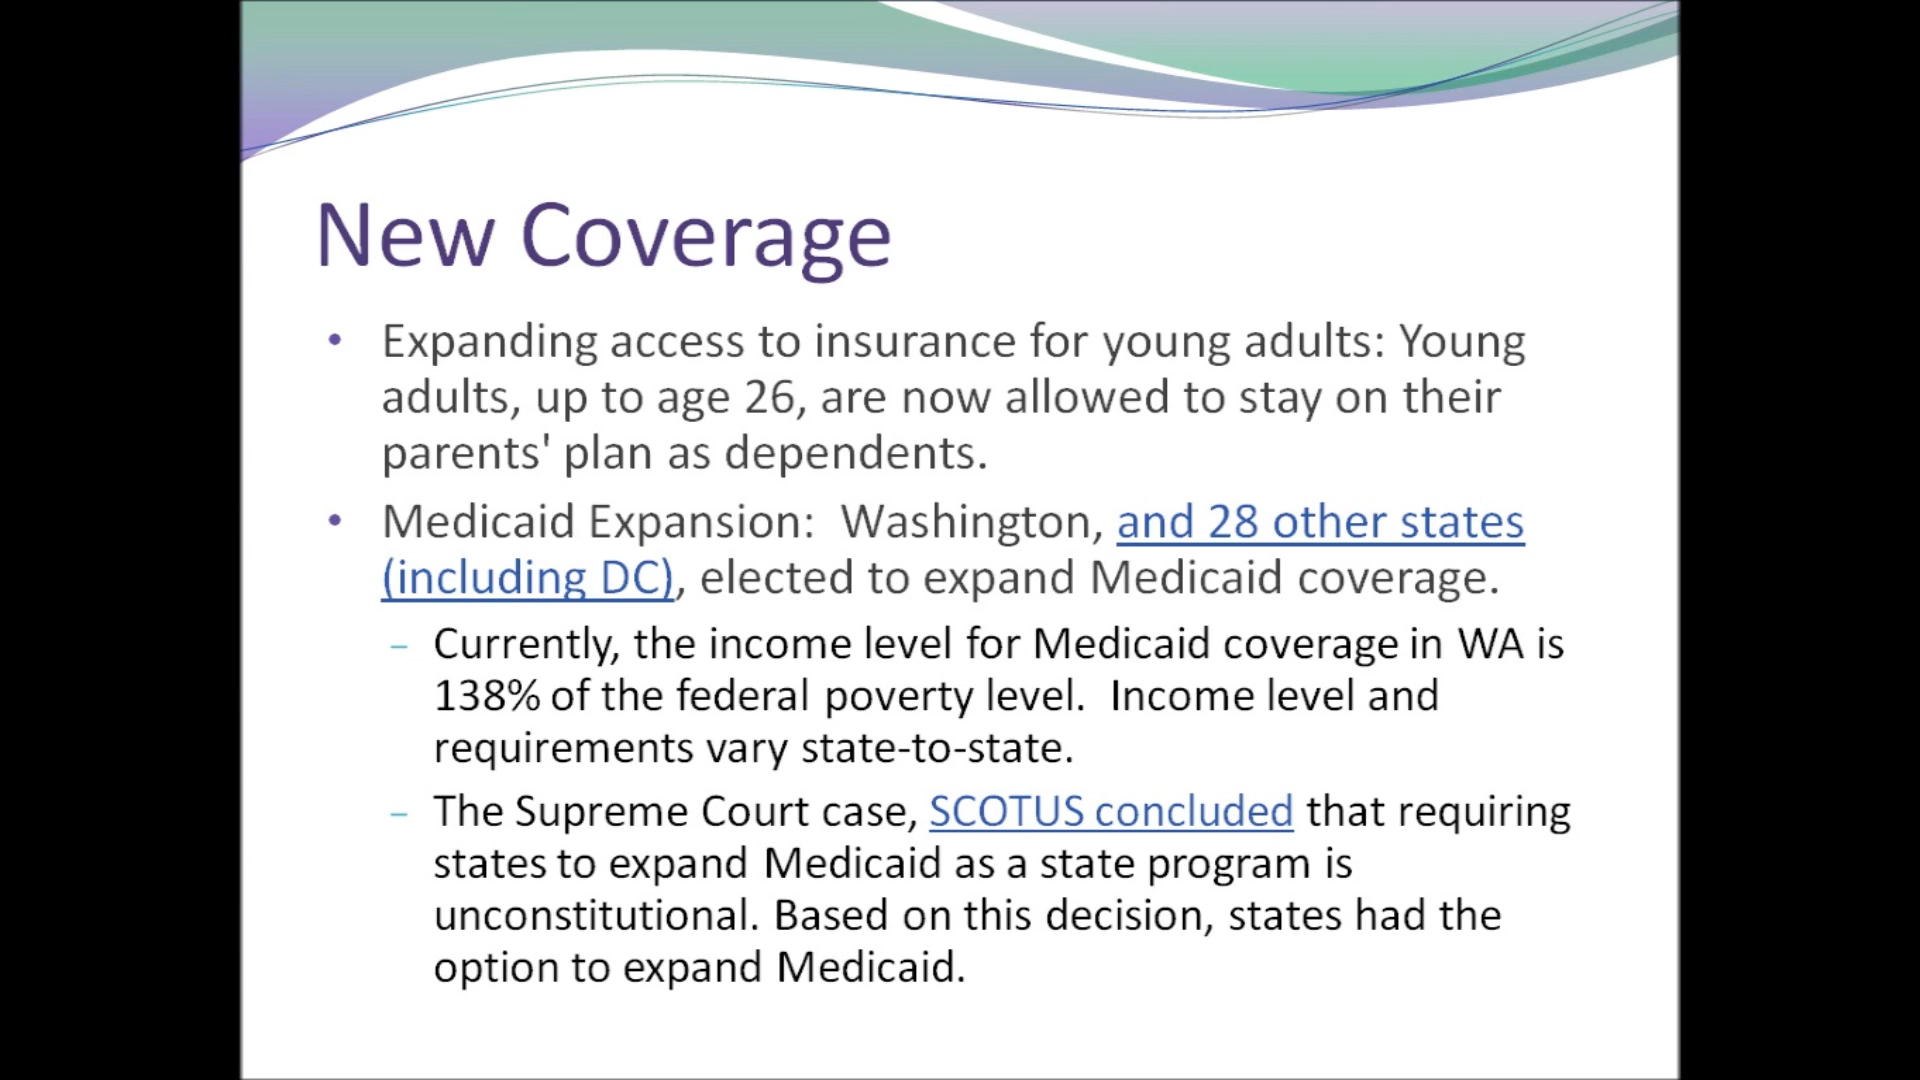 New Coverage
• Expanding access to insurance for young adults: Young
adults, up to age 26, are now allowed to stay on their
parents' plan as dependents.
• Medicaid Expansion:  Washington, and 28 other states
(including DC), elected to expand Medicaid coverage.
– Currently, the income level for Medicaid coverage in WA is
138% of the federal poverty level.  Income level and
requirements vary state-to-state.
– The Supreme Court case, SCOTUS concluded that requiring
states to expand Medicaid as a state program is
unconstitutional. Based on this decision, states had the
option to expand Medicaid.